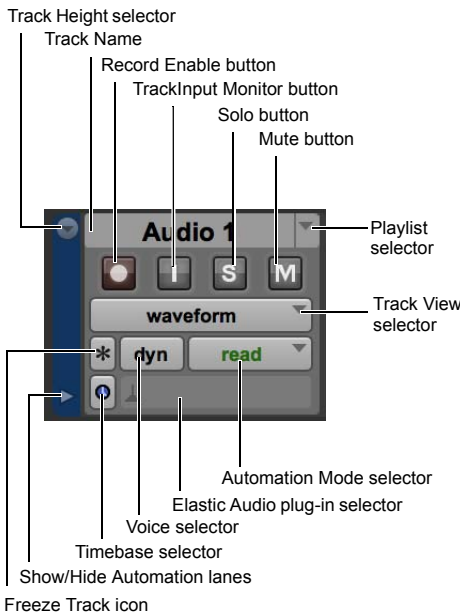 Track Height selector
Track Name
Record Enable button
TrackInput Monitor button
Solo button
Mute button
Audio 1
Playlist
selector
I S M
waveform
Track View
selector
* dyn read
Automation Mode selector
Elastic Audio plug-in selector
Voice selector
Timebase selector
Show/Hide Automation lanes
Freeze Track icon